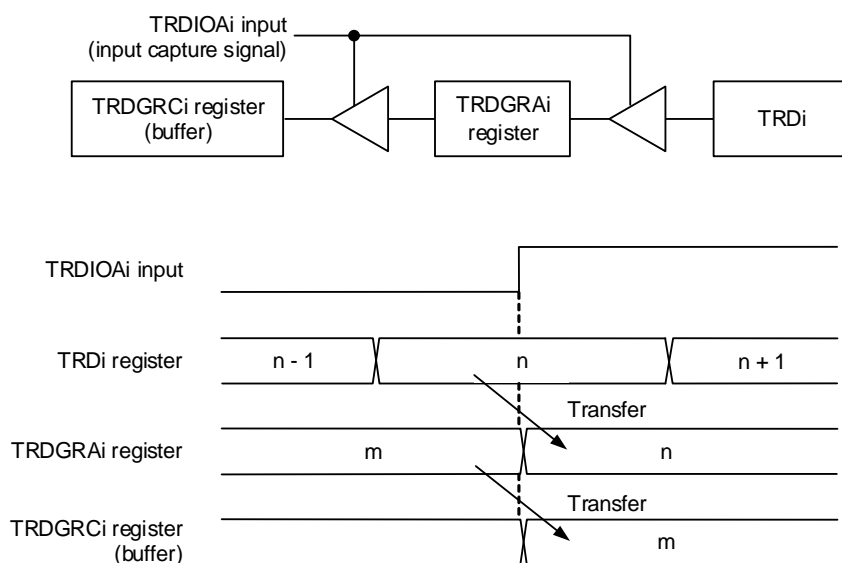 TRDIOAi input
(input capture signal)
TRDGRCi register
(buffer)
TRDGRAi
register
TRDi
TRDIOAi input
TRDi register
n - 1
n
n + 1
Transfer
TRDGRAi register
m
n
Transfer
TRDGRCi register
(buffer)
m